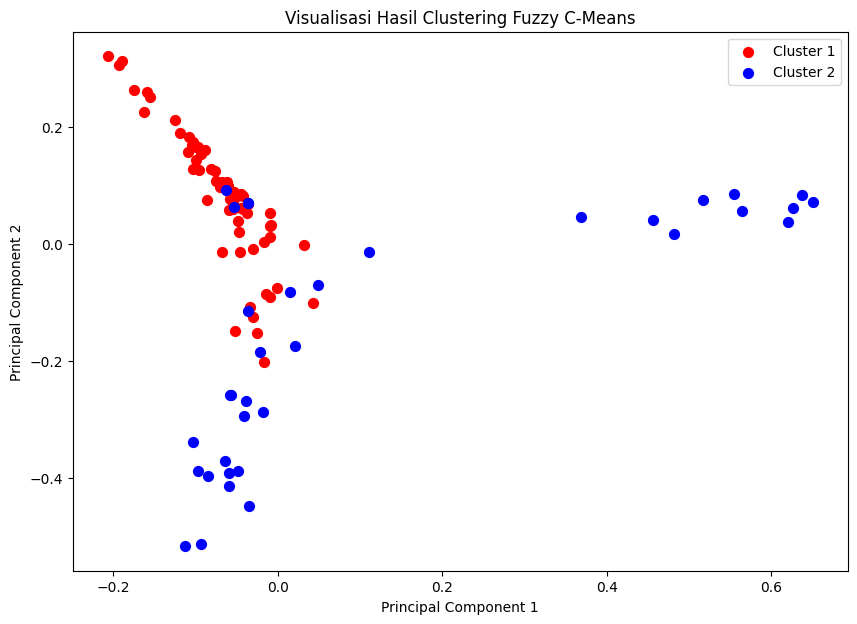 Visualisasi Hasil Clustering Fuzzy C-Means
Cluster 1
Cluster 2
Principal Component 2
0.2
0.0
−0.2
−0.4
−0.2
0.0
0.2
0.4
0.6
Principal Component 1